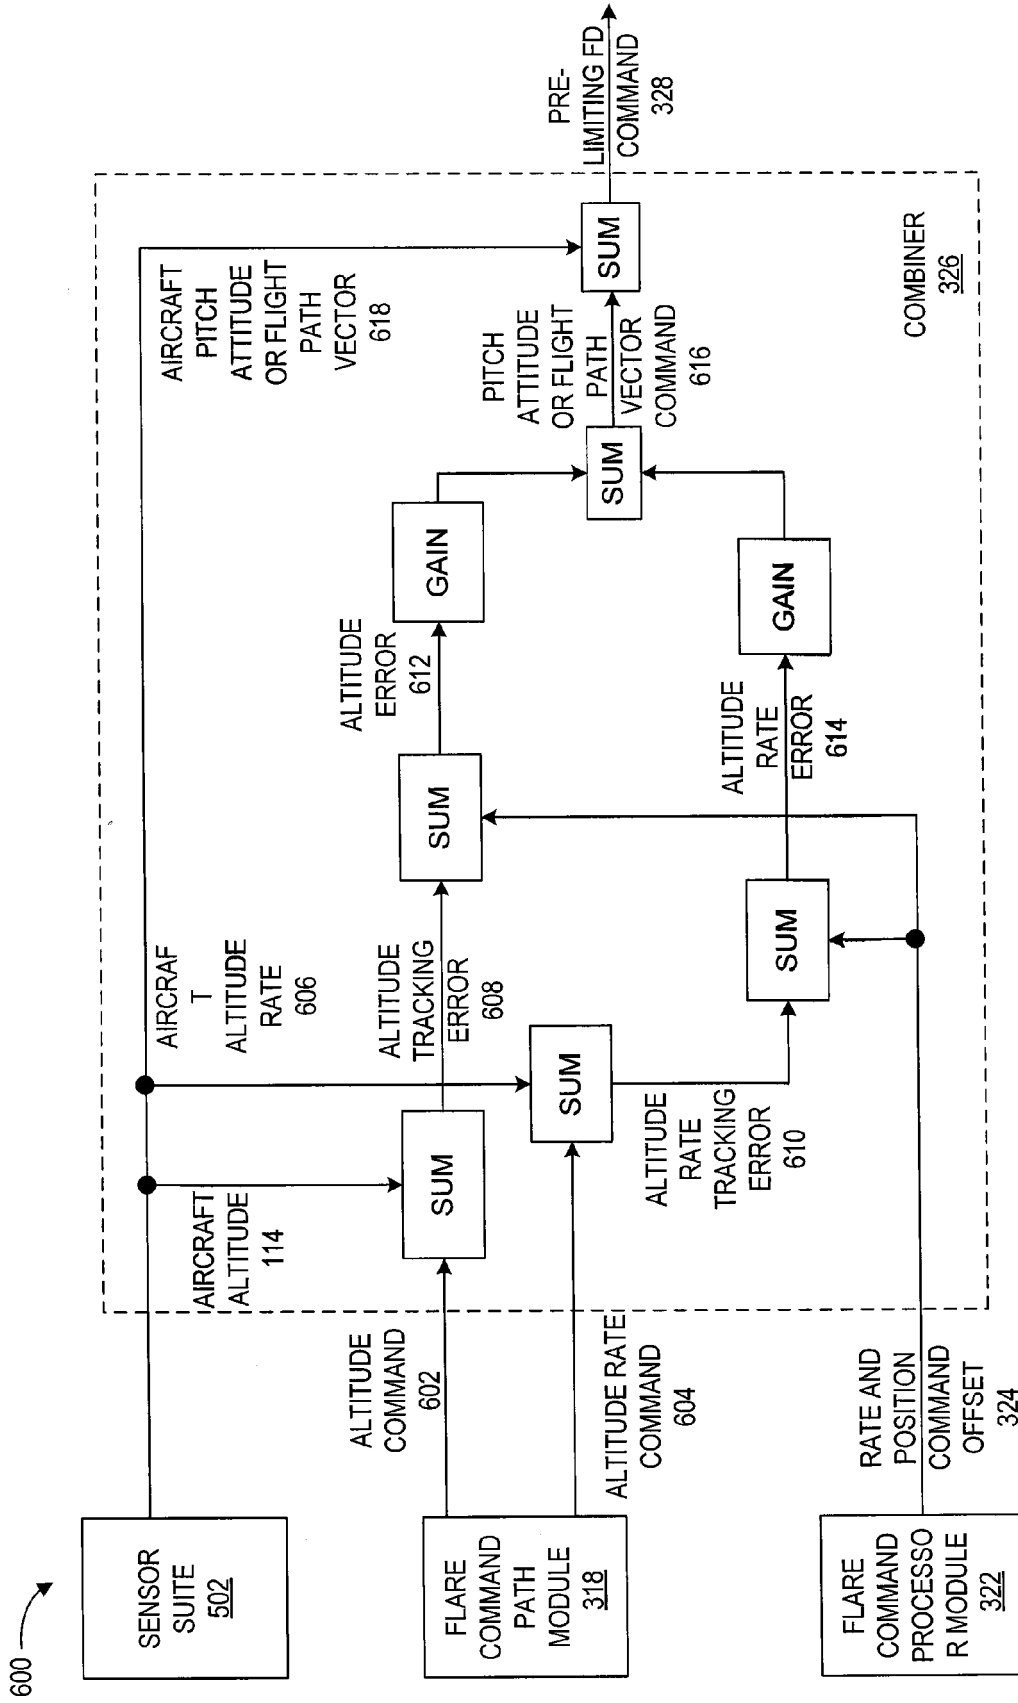 600
SENSOR
SUITE
502
FLARE
COMMAND
PATH
MODULE
318
FLARE
COMMAND
PROCESSO
R MODULE
322
ALTITUDE
COMMAND
602
ALTITUDE RATE
COMMAND
604
RATE AND
POSITION
COMMAND
OFFSET
324
AIRCRAFT
ALTITUDE
114
SUM
AIRCRAF
T
ALTITUDE
RATE
606
SUM
ALTITUDE
TRACKING
ERROR
608
ALTITUDE
RATE
TRACKING
ERROR
610
SUM
SUM
ALTITUDE
ERROR
612
ALTITUDE
RATE
ERROR
614
GAIN
GAIN
SUM
PITCH
ATTITUDE
OR FLIGHT
PATH
VECTOR
COMMAND
616
AIRCRAFT
PITCH
ATTITUDE
OR FLIGHT
PATH
VECTOR
618
SUM
COMBINER
326
PRE-
LIMITING FD
COMMAND
328